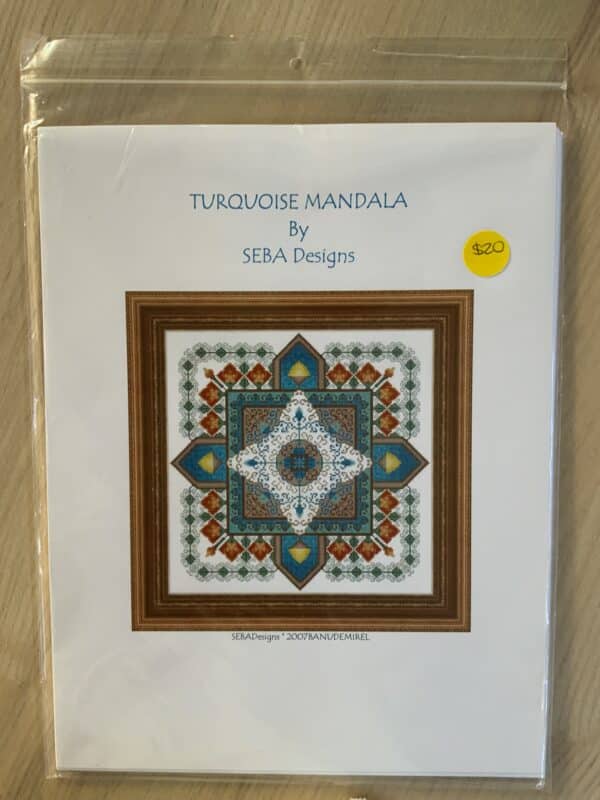 TURQUOISE MANDALA
By
SEBA Designs
$20
SEBADesigns * 2007BANUDEMIREL